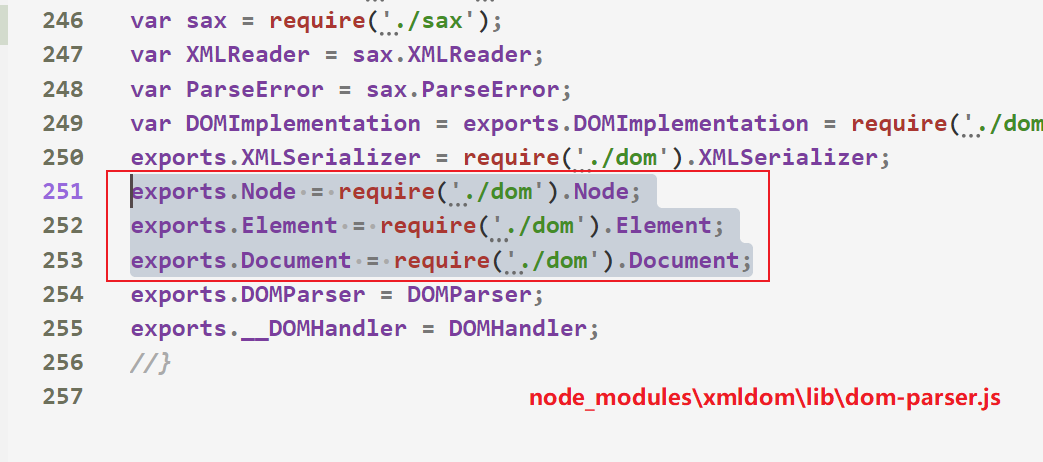 246 var sax = require('./sax');
247 var XMLReader = sax.XMLReader;
248 var ParseError = sax.ParseError;
249 var DOMImplementation = exports.DOMImplementation = require('./dom
250 exports.XMLSerializer = require('./dom').XMLSerializer;
251 exports.Node = require('./dom').Node;
252 exports.Element = require('./dom').Element;
253 exports.Document = require('./dom').Document;
254 exports.DOMParser = DOMParser;
255 exports.__DOMHandler = DOMHandler;
256 //}
257
node_modules\xmldom\lib\dom-parser.js